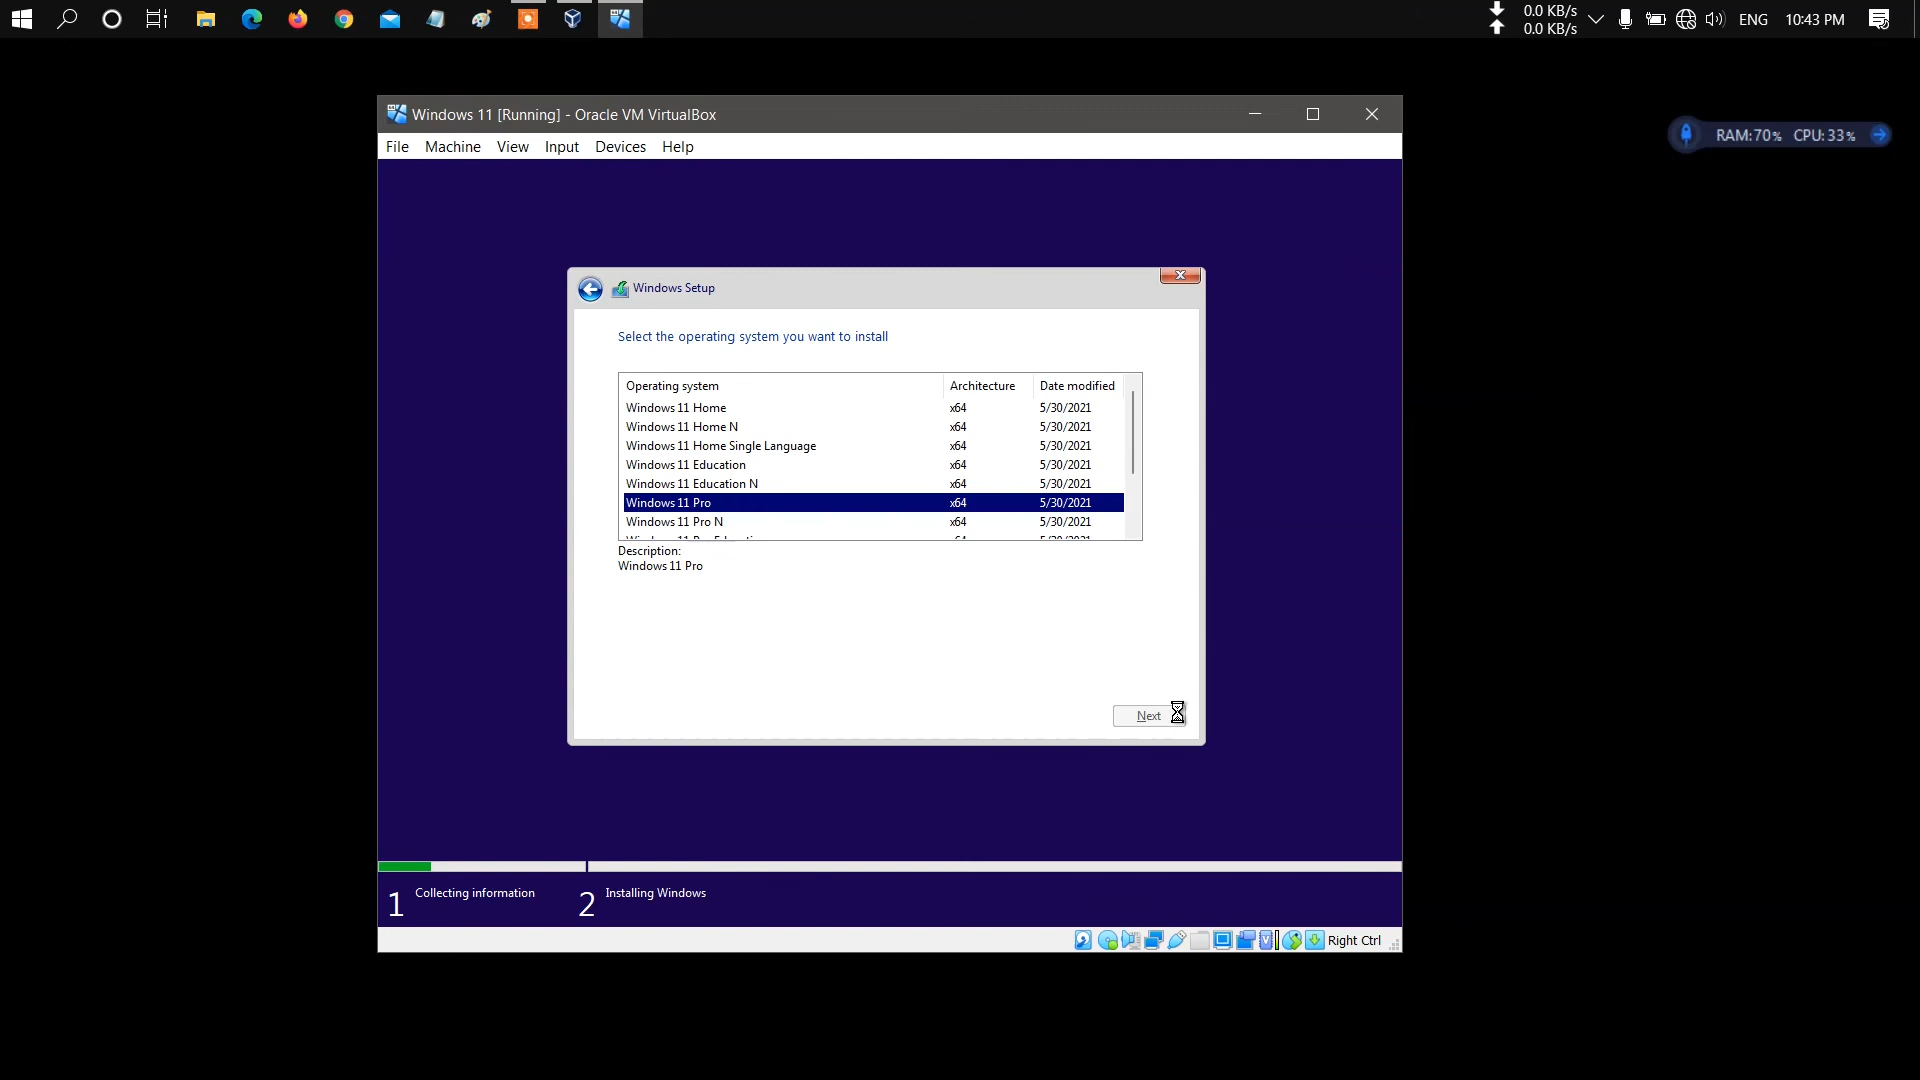 0.0 KB/s
0.0 KB/s
ENG
10:43 PM
Windows 11 [Running] - Oracle VM VirtualBox
File Machine View Input Devices Help
RAM:70% CPU:33%
Windows Setup
Select the operating system you want to install
Operating system Architecture Date modified
Windows 11 Home x64 5/30/2021
Windows 11 Home N x64 5/30/2021
Windows 11 Home Single Language x64 5/30/2021
Windows 11 Education x64 5/30/2021
Windows 11 Education N x64 5/30/2021
Windows 11 Pro x64 5/30/2021
Windows 11 Pro N x64 5/30/2021
Description:
Windows 11 Pro
Next
1 Collecting information 2 Installing Windows
Right Ctrl